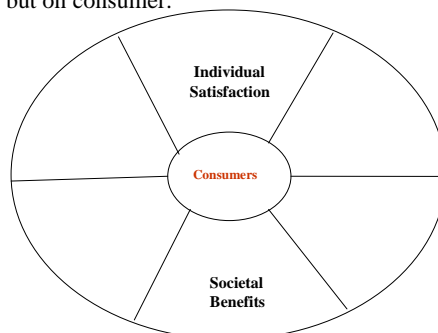 but on consumer.
Individual
Satisfaction
Consumers
Societal
Benefits